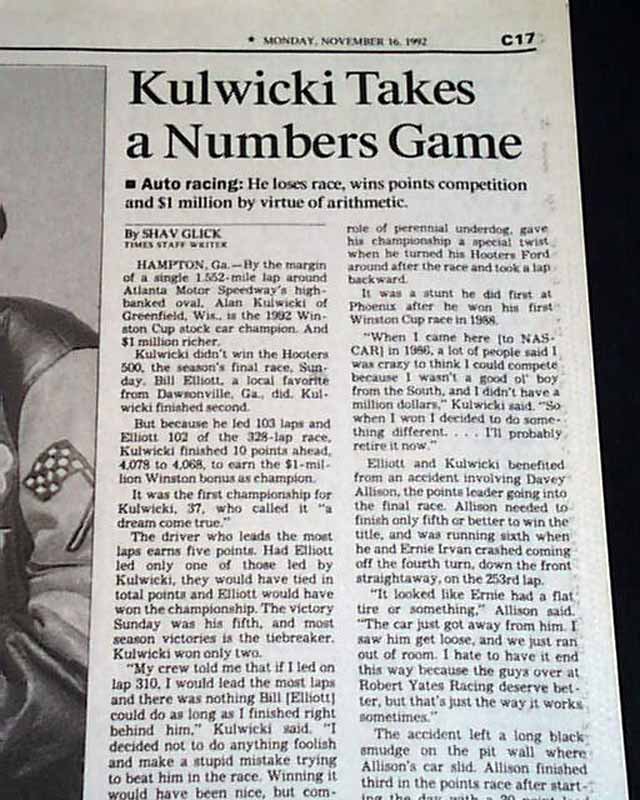 ★ MONDAY, NOVEMBER 16, 1992 C17
Kulwicki Takes
a Numbers Game
■ Auto racing: He loses race, wins points competition
and $1 million by virtue of arithmetic.
By SHAV GLICK
TIMES STAFF WRITER
HAMPTON, Ga.—By the margin
of a single 1.552-mile lap around
Atlanta Motor Speedway's high-
banked oval, Alan Kulwicki of
Greenfield, Wis., is the 1992 Win-
ston Cup stock car champion. And
$1 million richer.
Kulwicki didn't win the Hooters
500, the season's final race, Sun-
day. Bill Elliott, a local favorite
from Dawsonville, Ga., did. Kul-
wicki finished second.
But because he led 103 laps and
Elliott 102 of the 328-lap race,
Kulwicki finished 10 points ahead,
4,078 to 4,068, to earn the $1-mil-
lion Winston bonus as champion.
It was the first championship for
Kulwicki, 37, who called it "a
dream come true."
The driver who leads the most
laps earns five points. Had Elliott
led only one of those led by
Kulwicki, they would have tied in
total points and Elliott would have
won the championship. The victory
Sunday was his fifth, and most
season victories is the tiebreaker.
Kulwicki won only two.
"My crew told me that if I led on
lap 310, I would lead the most laps
and there was nothing Bill [Elliott]
could do as long as I finished right
behind him," Kulwicki said. "I
decided not to do anything foolish
and make a stupid mistake trying
to beat him in the race. Winning it
would have been nice, but com-
role of perennial underdog, gave
his championship a special twist
when he turned his Hooters Ford
around after the race and took a lap
backward.
It was a stunt he did first at
Phoenix after he won his first
Winston Cup race in 1988.
"When I came here [to NAS-
CAR] in 1986, a lot of people said I
was crazy to think I could compete
because I wasn't a good ol' boy
from the South, and I didn't have a
million dollars," Kulwicki said. "So
when I won I decided to do some-
thing different. . . . I'll probably
retire it now."
Elliott and Kulwicki benefited
from an accident involving Davey
Allison, the points leader going into
the final race. Allison needed to
finish only fifth or better to win the
title, and was running sixth when
he and Ernie Irvan crashed coming
off the fourth turn, down the front
straightaway, on the 253rd lap.
"It looked like Ernie had a flat
tire or something," Allison said.
"The car just got away from him. I
saw him get loose, and we just ran
out of room. I hate to have it end
this way because the guys over at
Robert Yates Racing deserve bet-
ter, but that's just the way it works
sometimes."
The accident left a long black
smudge on the pit wall where
Allison's car slid. Allison finished
third in the points race after start-
ing the day with a 30